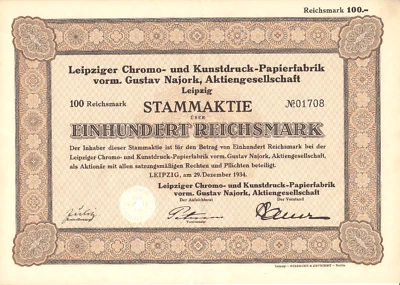 Reichsmark 100.-
Leipziger Chromo- und Kunstdruck-Papierfabrik
vorm. Gustav Najork, Aktiengesellschaft
Leipzig
100 Reichsmark STAMMAKTIE №01708
ÜBER
EINHUNDERT REICHSMARK
Der Inhaber dieser Stammaktie ist für den Betrag von Einhundert Reichsmark bei der
Leipziger Chromo- und Kunstdruck-Papierfabrik vorm. Gustav Najork, Aktiengesellschaft,
als Aktionär mit allen satzungsmäßigen Rechten und Pflichten beteiligt.
LEIPZIG, am 29. Dezember 1934.
Leipziger Chromo- und Kunstdruck-Papierfabrik
vorm. Gustav Najork, Aktiengesellschaft
Der Aufsichtsrat Der Vorstand
Vorsitzender